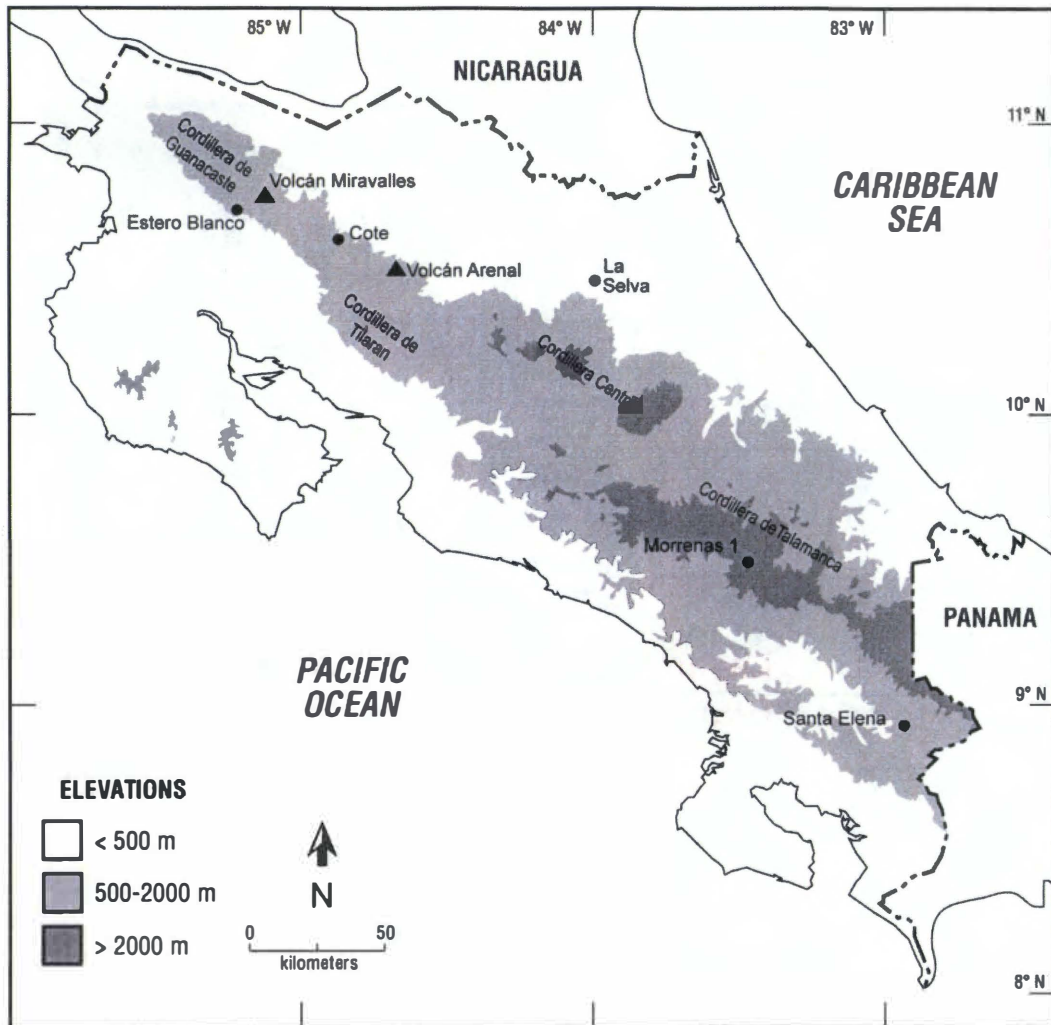 85° W
84° W
83° W
NICARAGUA
11° N
Cordillera de
Guanacaste
CARIBBEAN
SEA
Volcán Miravalles
Estero Blanco
Cote
Volcán Arenal
La
Selva
Cordillera de
Tilaran
Cordillera Central
10° N
Cordillera de Talamanca
Morrenas 1
PANAMA
PACIFIC
OCEAN
9° N
Santa Elena
ELEVATIONS
< 500 m
500-2000 m
> 2000 m
N
0 50
kilometers
8° N